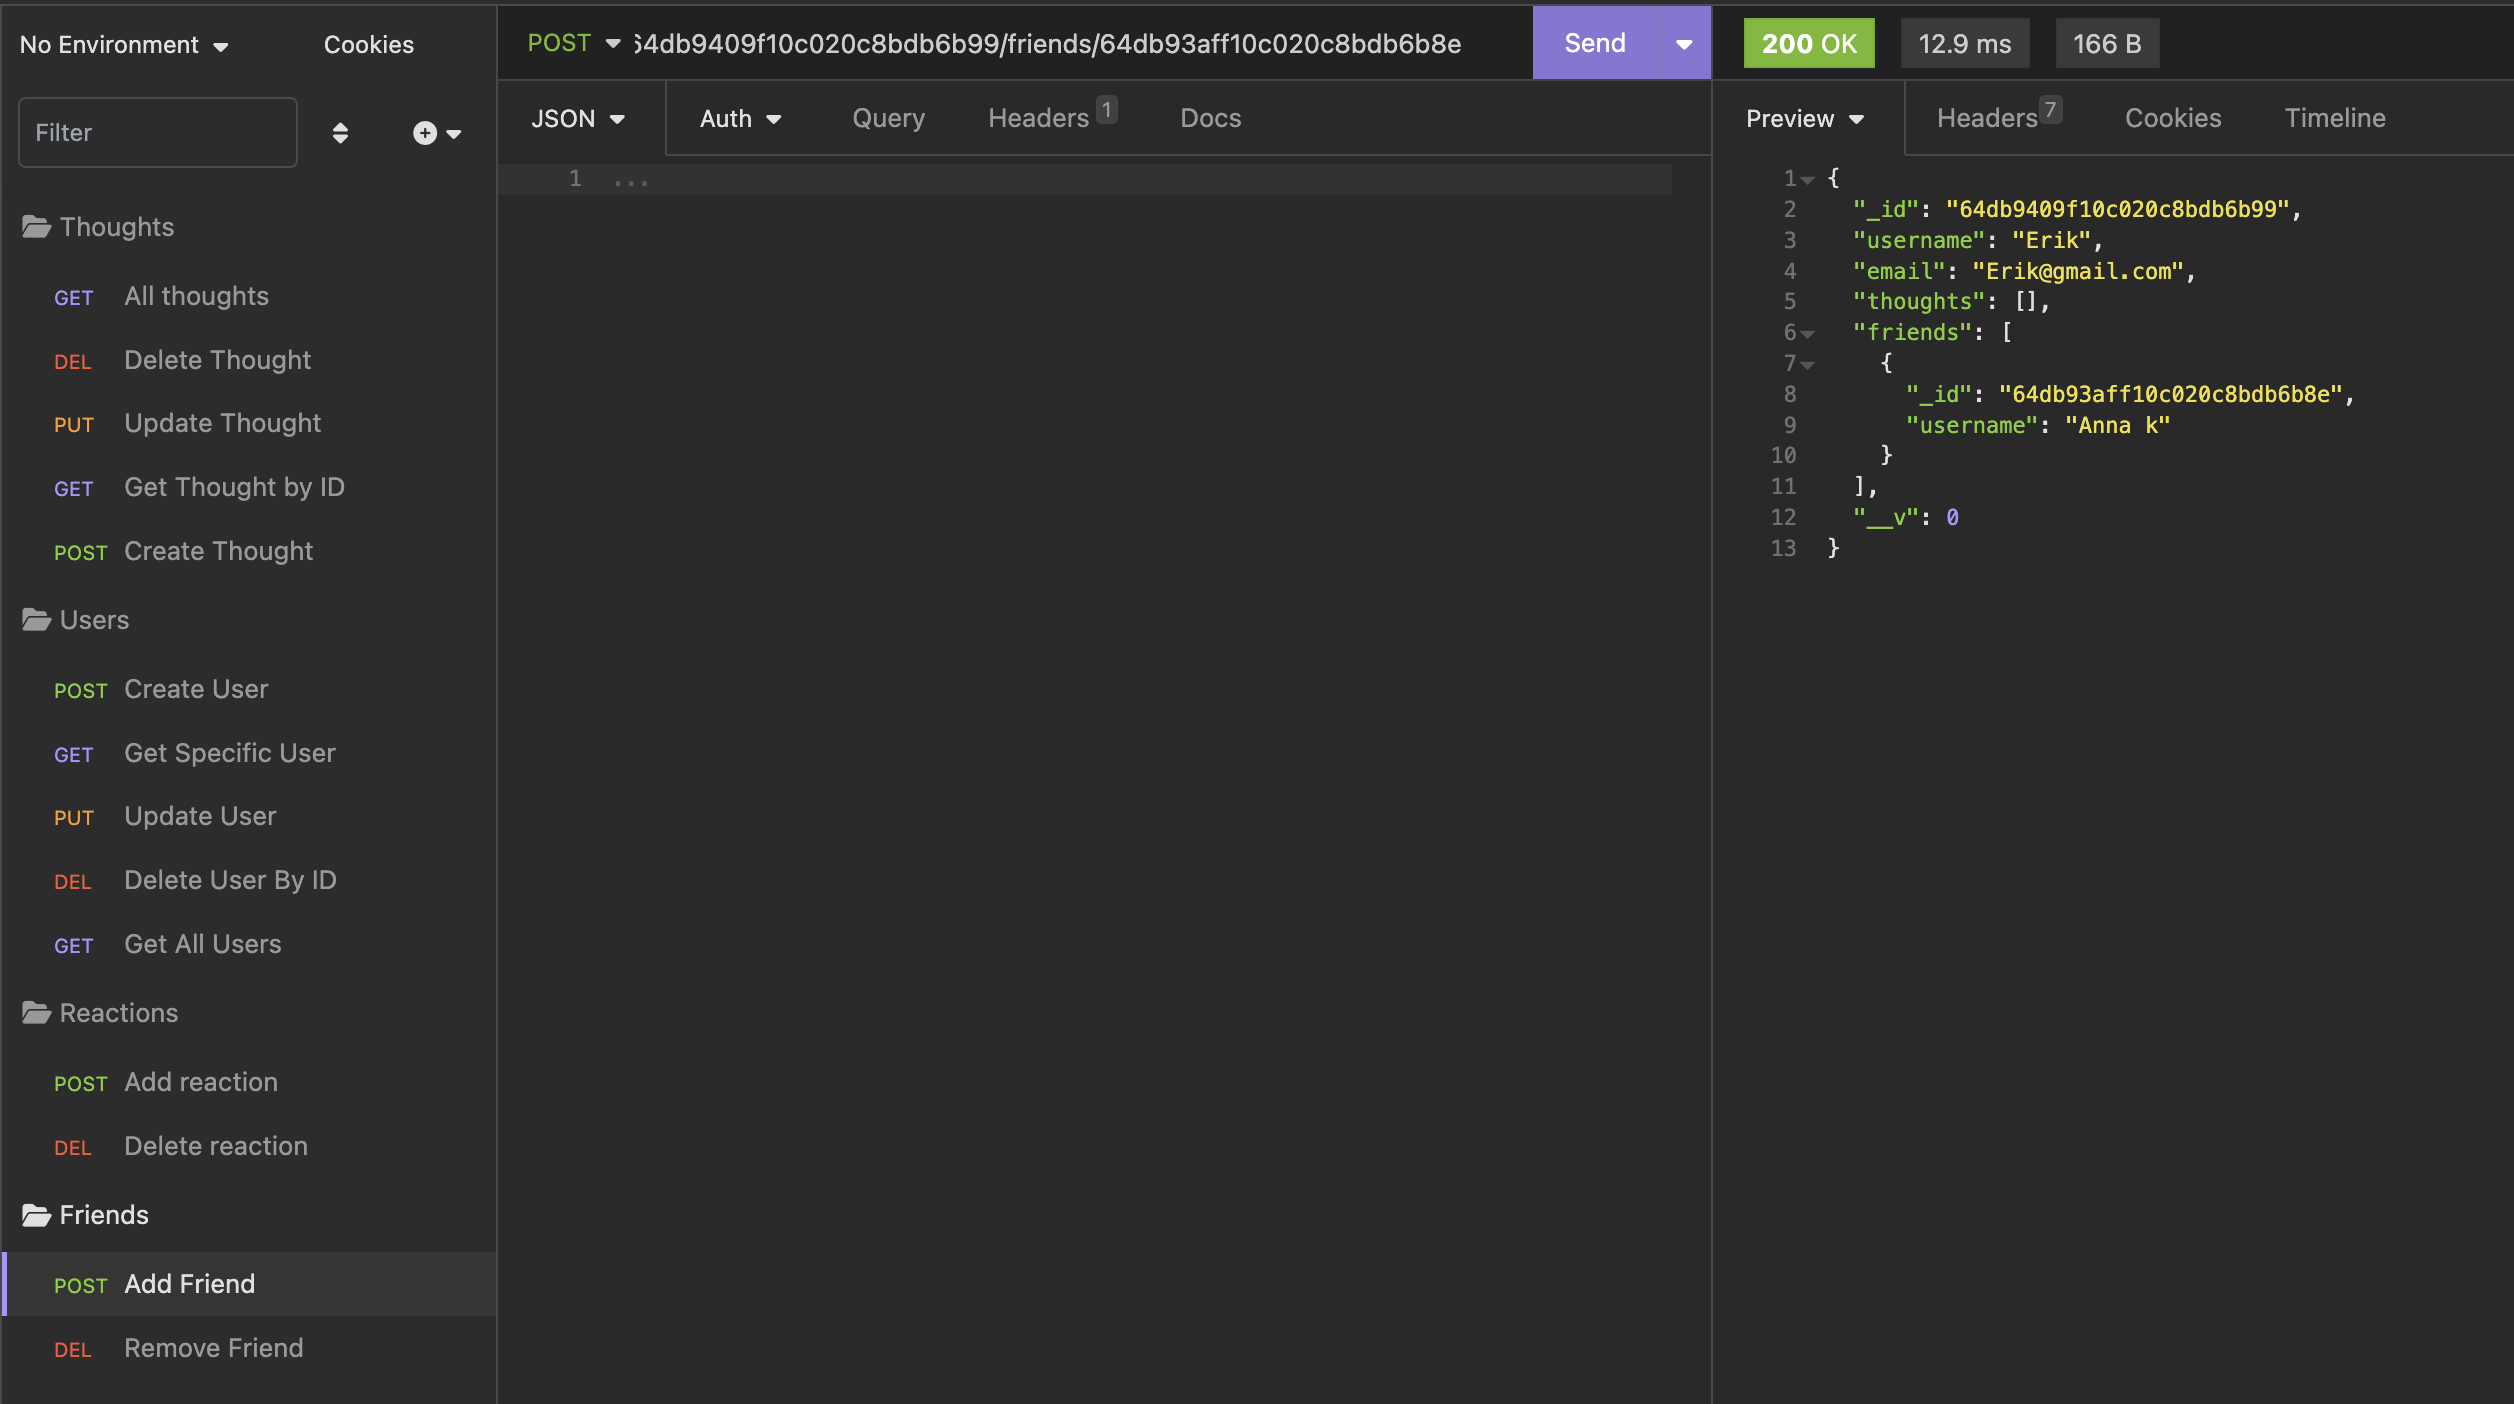 No Environment
Cookies
Filter
Thoughts
GET All thoughts
DEL Delete Thought
PUT Update Thought
GET Get Thought by ID
POST Create Thought
Users
POST Create User
GET Get Specific User
PUT Update User
DEL Delete User By ID
GET Get All Users
Reactions
POST Add reaction
DEL Delete reaction
Friends
POST Add Friend
DEL Remove Friend
POST 64db9409f10c020c8bdb6b99/friends/64db93aff10c020c8bdb6b8e Send
JSON Auth Query Headers 1 Docs
1 ...
200 OK 12.9 ms 166 B
Preview Headers 7 Cookies Timeline
1 {
2 "_id": "64db9409f10c020c8bdb6b99",
3 "username": "Erik",
4 "email": "Erik@gmail.com",
5 "thoughts": [],
6 "friends": [
7 {
8 "_id": "64db93aff10c020c8bdb6b8e",
9 "username": "Anna k"
10 }
11 ],
12 "__v": 0
13 }